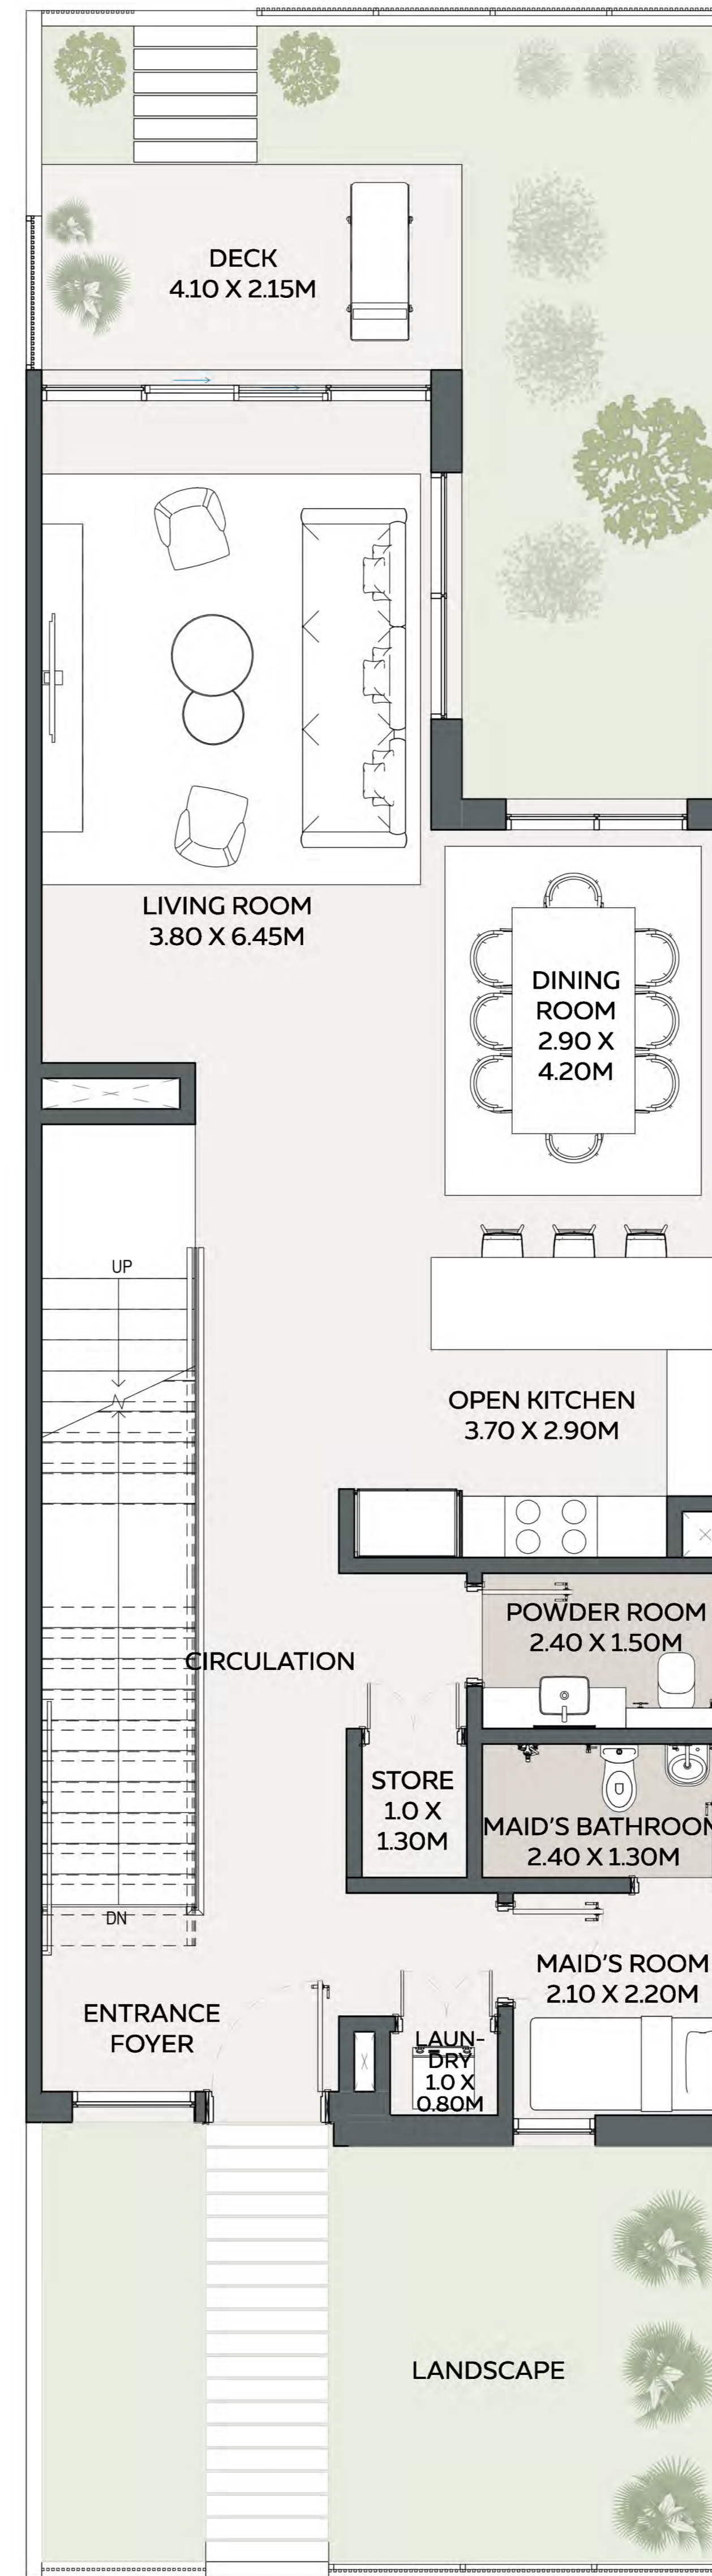 DECK
4.10 X 2.15M
LIVING ROOM
3.80 X 6.45M
DINING
ROOM
2.90 X
4.20M
UP
OPEN KITCHEN
3.70 X 2.90M
POWDER ROOM
2.40 X 1.50M
CIRCULATION
STORE
1.0 X
1.30M
MAID'S BATHROOM
2.40 X 1.30M
DN
MAID'S ROOM
2.10 X 2.20M
ENTRANCE
FOYER
LAUN-
DRY
1.0 X
0.80M
LANDSCAPE